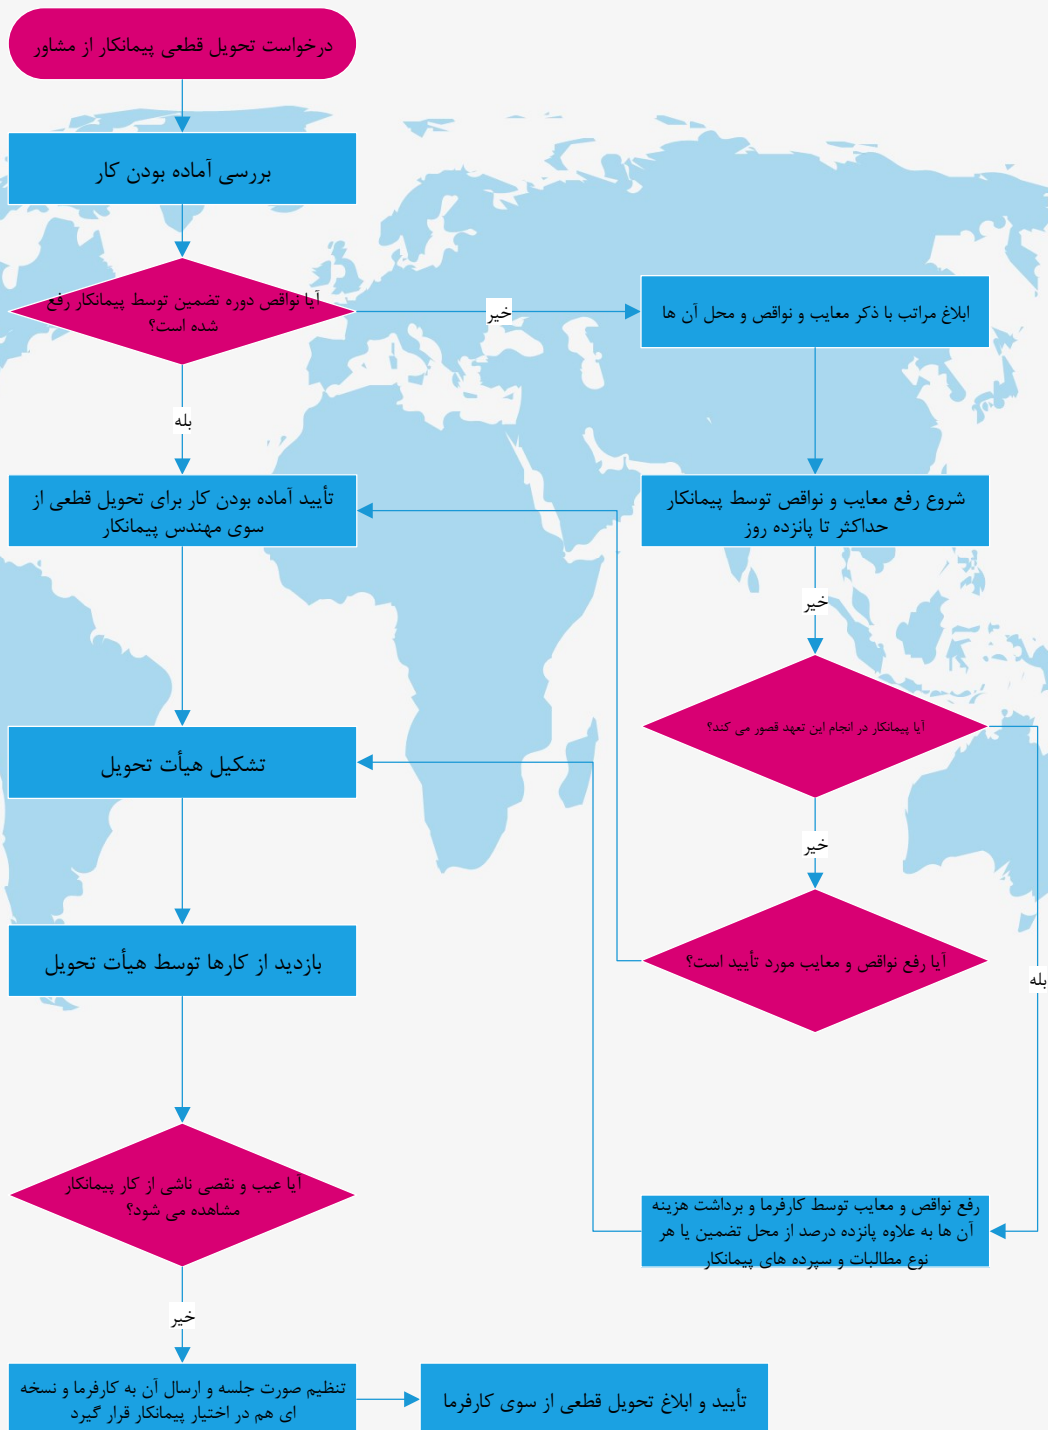 درخواست تحویل قطعی پیمانکار از مشاور
بررسی آماده بودن کار
آیا نواقص دوره تضمین توسط پیمانکار رفع
شده است؟
خیر
ابلاغ مراتب با ذکر معایب و نواقص و محل آن ها
بله
تأیید آماده بودن کار برای تحویل قطعی از
سوی مهندس پیمانکار
شروع رفع معایب و نواقص توسط پیمانکار
حداکثر تا پانزده روز
خیر
آیا پیمانکار در انجام این تعهد قصور می کند؟
تشکیل هیأت تحویل
خیر
آیا رفع نواقص و معایب مورد تأیید است؟
بله
بازدید از کارها توسط هیأت تحویل
آیا عیب و نقصی ناشی از کار پیمانکار
مشاهده می شود؟
رفع نواقص و معایب توسط کارفرما و برداشت هزینه
آن ها به علاوه پانزده درصد از محل تضمین یا هر
نوع مطالبات و سپرده های پیمانکار
خیر
تنظیم صورت جلسه و ارسال آن به کارفرما و نسخه
ای هم در اختیار پیمانکار قرار گیرد
تأیید و ابلاغ تحویل قطعی از سوی کارفرما